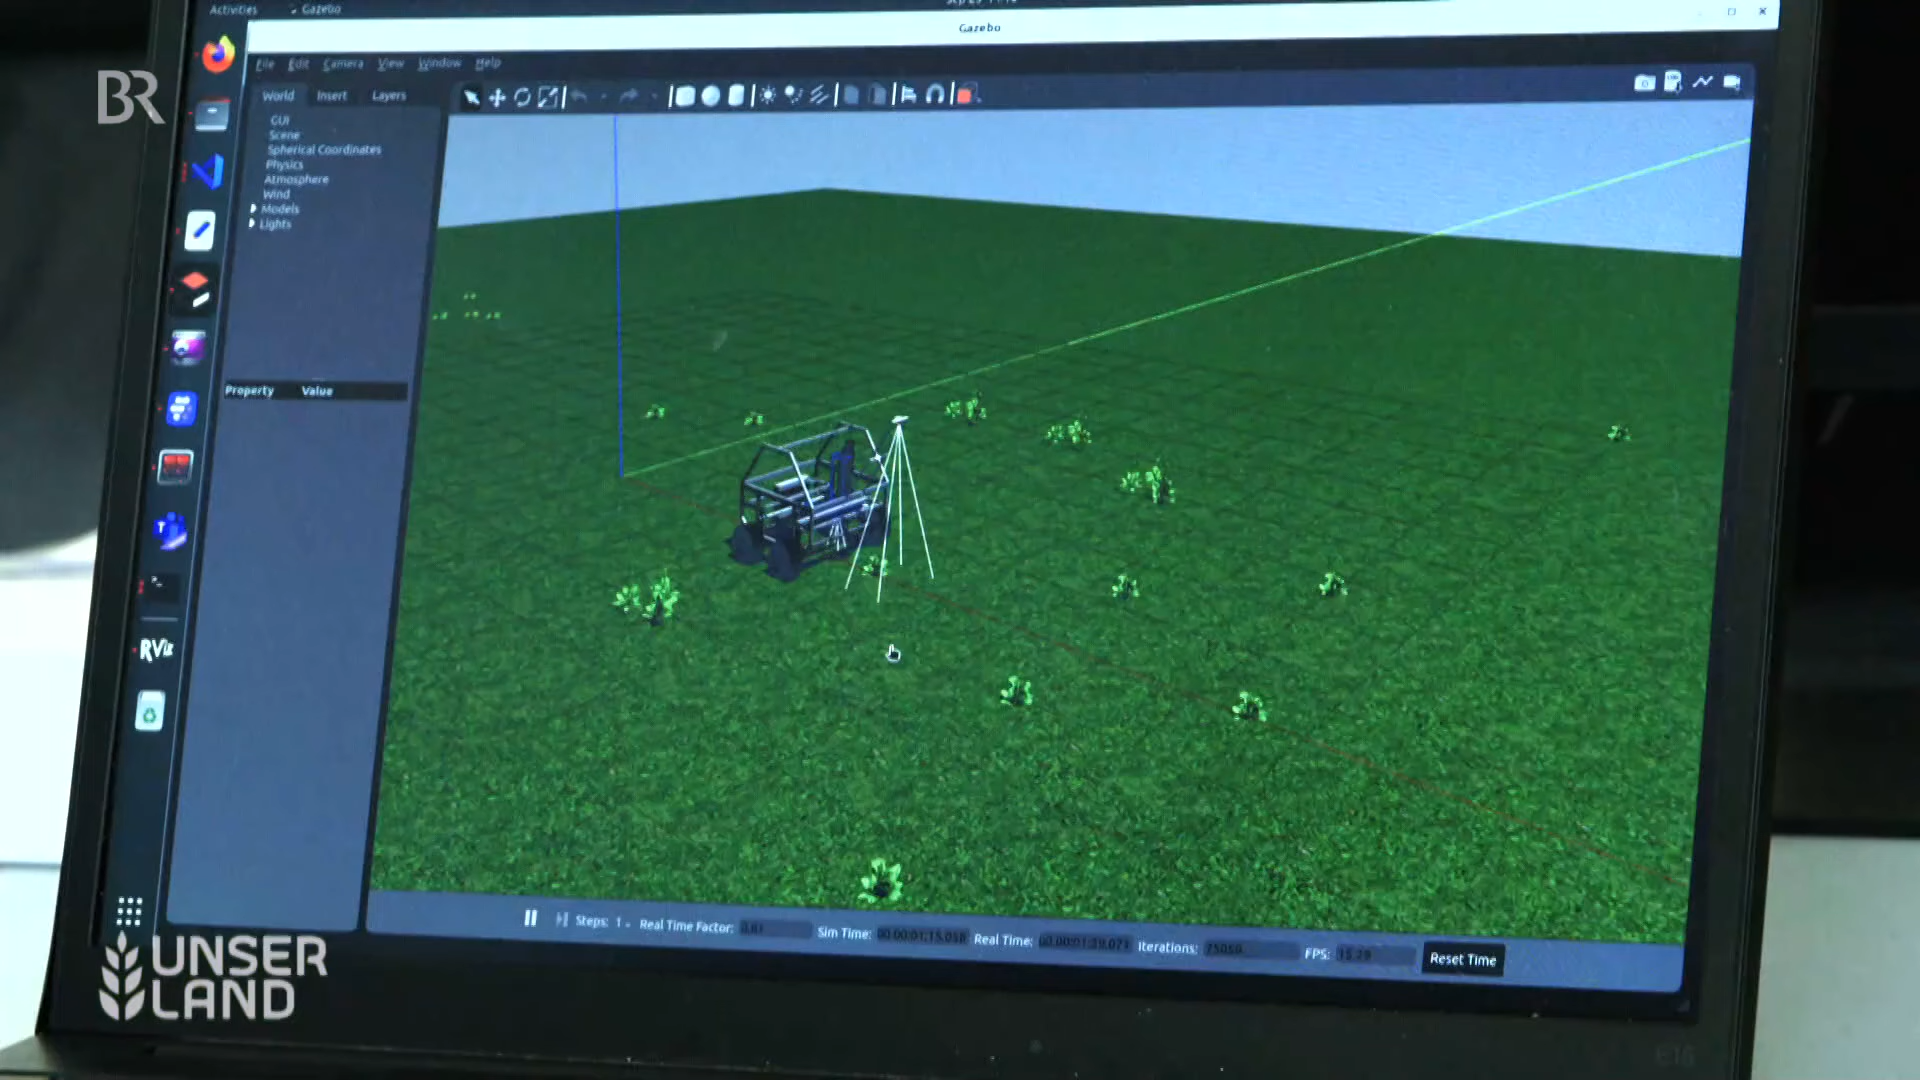 Activities Gazebo
Gazebo
BR
File Edit Camera View Window Help
World Insert Layers
GUI
Scene
Spherical Coordinates
Physics
Atmosphere
Wind
Models
Lights
Property Value
RViz
Steps: 1 Real Time Factor: Sim Time: Real Time: Iterations: FPS: Reset Time
UNSER
LAND
E16